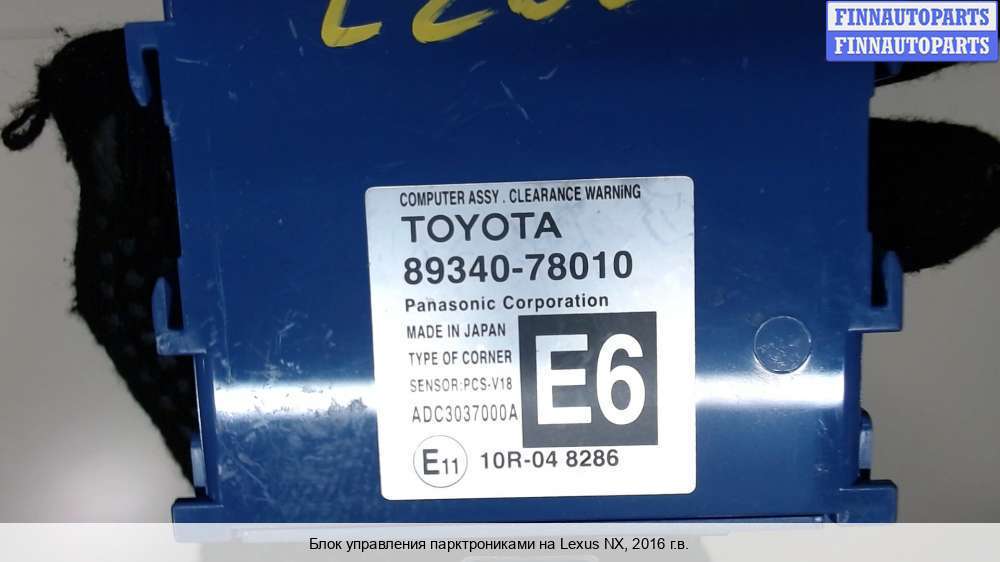 FINNAUTOPARTS
FINNAUTOPARTS
COMPUTER ASSY . CLEARANCE WARNING
TOYOTA
89340-78010
Panasonic Corporation
MADE IN JAPAN
TYPE OF CORNER
SENSOR:PCS-V18
ADC3037000A
E6
E11 10R-04 8286
Блок управления парктрониками на Lexus NX, 2016 г.в.